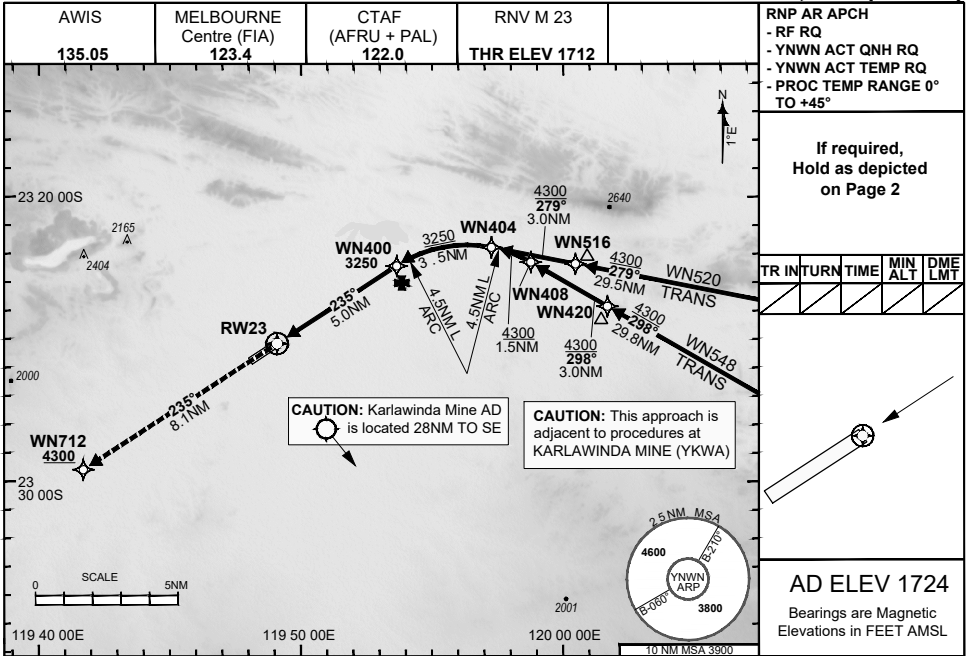 AWIS
135.05
MELBOURNE
Centre (FIA)
123.4
CTAF
(AFRU + PAL)
122.0
RNV M 23
THR ELEV 1712
RNP AR APCH
- RF RQ
- YNWN ACT QNH RQ
- YNWN ACT TEMP RQ
- PROC TEMP RANGE 0°
TO +45°
If required,
Hold as depicted
on Page 2
TR IN
TURN
TIME
MIN
ALT
DME
LMT
N
1°E
23 20 00S
2165
2404
2640
4300
279°
3.0NM
WN404
3250
3.5NM
WN400
3250
WN516
4300
279°
29.5NM
WN520
TRANS
WN408
WN420
4300
298°
29.8NM
WN548
TRANS
4.5NM L
ARC
4.5NM L
ARC
4300
1.5NM
4300
298°
3.0NM
235°
5.0NM
RW23
2000
235°
8.1NM
WN712
4300
23
30 00S
CAUTION: Karlawinda Mine AD
is located 28NM TO SE
CAUTION: This approach is
adjacent to procedures at
KARLAWINDA MINE (YKWA)
SCALE
0
5NM
25NM MSA
4600
B-210°
YNWN
ARP
B-060°
3800
10 NM MSA 3900
2001
119 40 00E
119 50 00E
120 00 00E
AD ELEV 1724
Bearings are Magnetic
Elevations in FEET AMSL